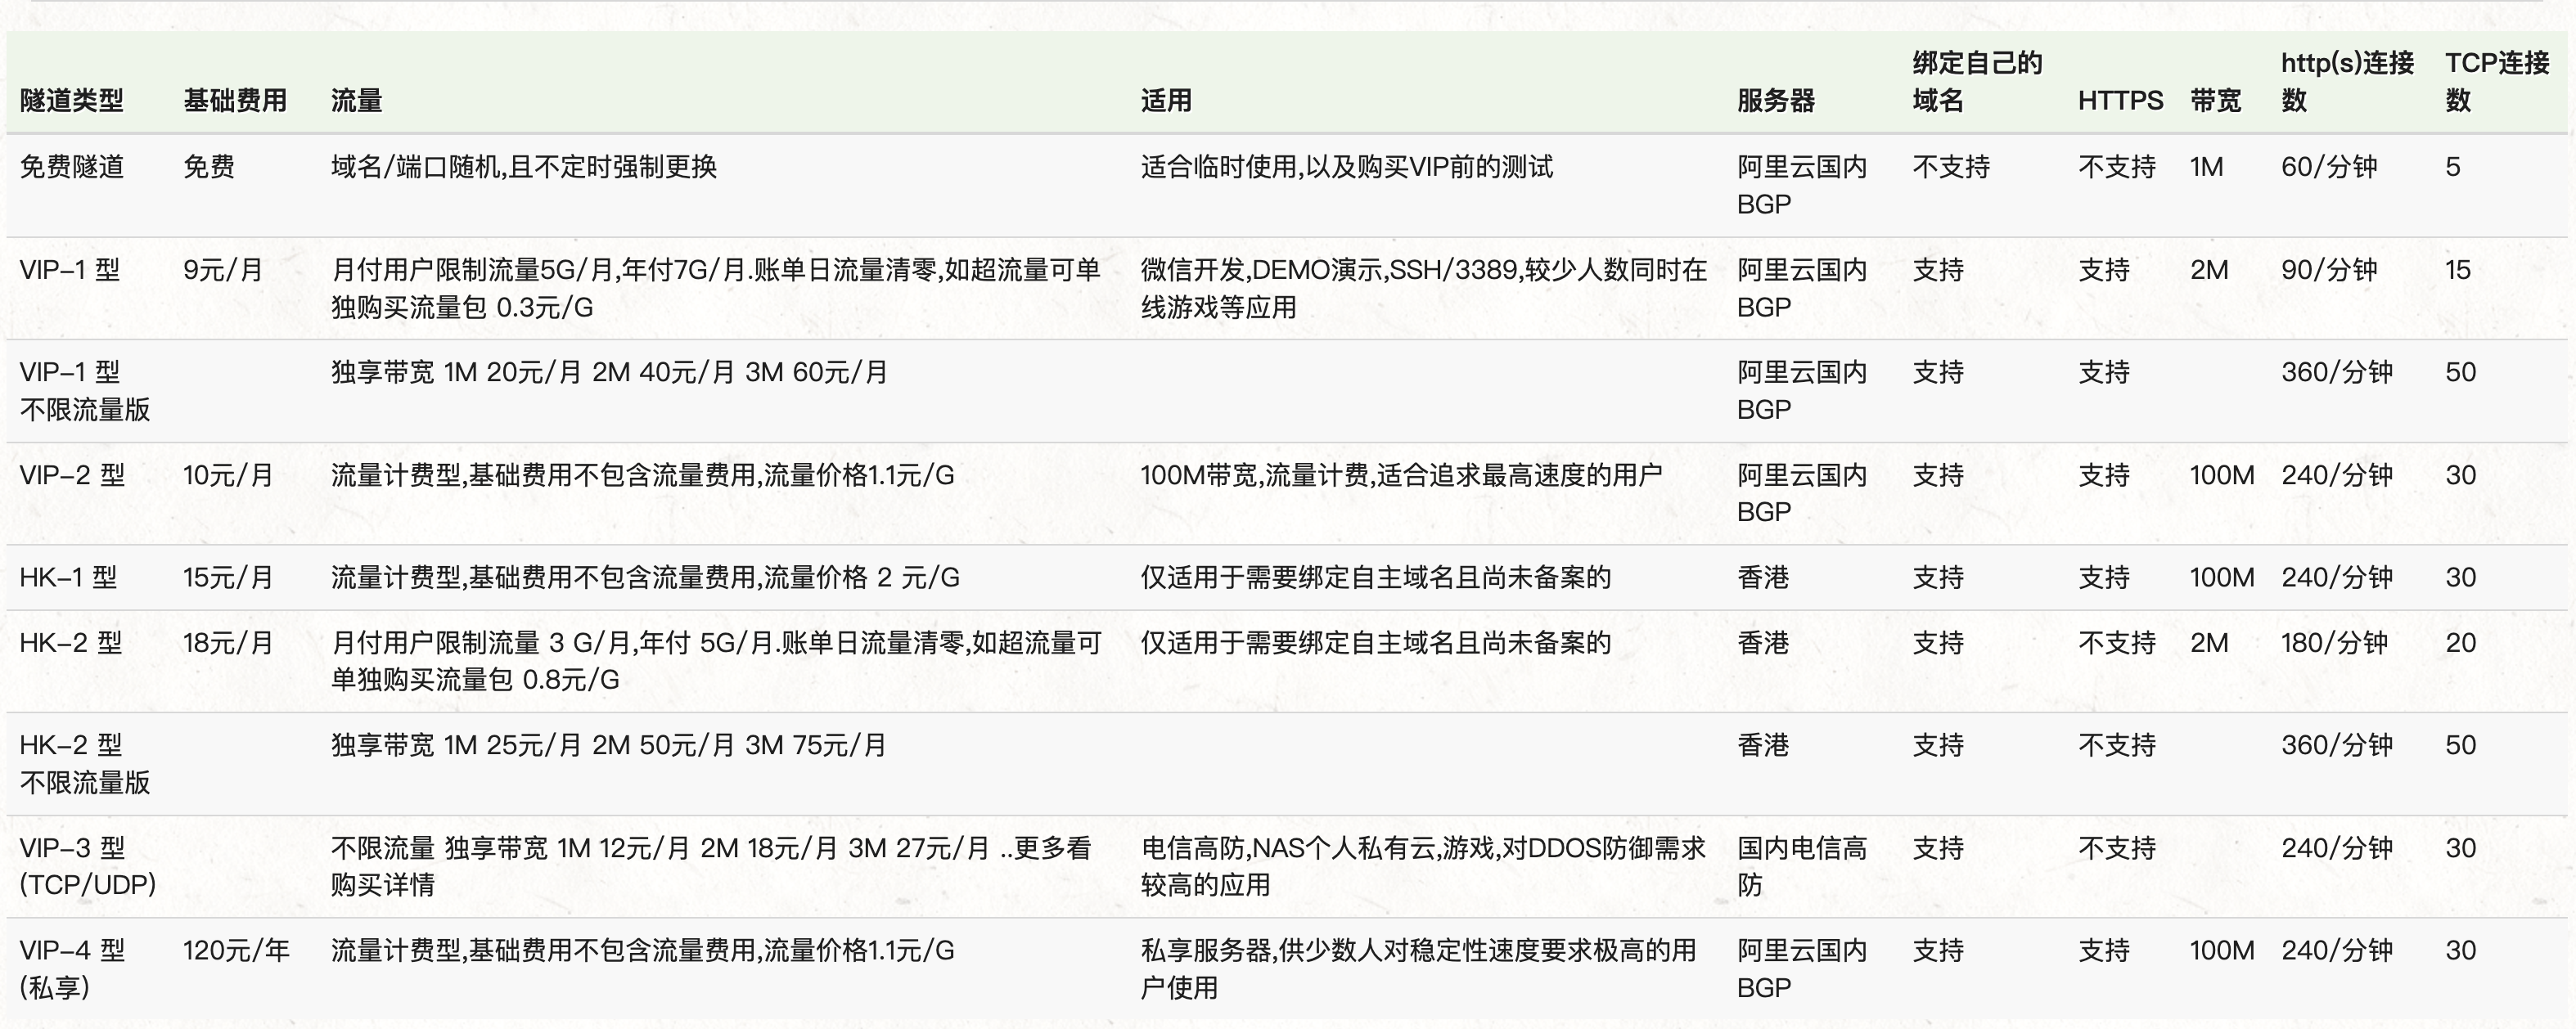 隧道类型 基础费用 流量 适用 服务器 绑定自己的域名 HTTPS 带宽 http(s)连接数 TCP连接数
免费隧道 免费 域名/端口随机,且不定时强制更换 适合临时使用,以及购买VIP前的测试 阿里云国内 不支持 不支持 1M 60/分钟 5
BGP
VIP-1 型 9元/月 月付用户限制流量5G/月,年付7G/月.账单日流量清零,如超流量可单 微信开发,DEMO演示,SSH/3389,较少人数同时在 阿里云国内 支持 支持 2M 90/分钟 15
独购买流量包 0.3元/G 线游戏等应用 BGP
VIP-1 型 独享带宽 1M 20元/月 2M 40元/月 3M 60元/月 阿里云国内 支持 支持 360/分钟 50
不限流量版 BGP
VIP-2 型 10元/月 流量计费型,基础费用不包含流量费用,流量价格1.1元/G 100M带宽,流量计费,适合追求最高速度的用户 阿里云国内 支持 支持 100M 240/分钟 30
BGP
HK-1 型 15元/月 流量计费型,基础费用不包含流量费用,流量价格 2 元/G 仅适用于需要绑定自主域名且尚未备案的 香港 支持 支持 100M 240/分钟 30
HK-2 型 18元/月 月付用户限制流量 3 G/月,年付 5G/月.账单日流量清零,如超流量可 仅适用于需要绑定自主域名且尚未备案的 香港 支持 不支持 2M 180/分钟 20
单独购买流量包 0.8元/G
HK-2 型 独享带宽 1M 25元/月 2M 50元/月 3M 75元/月 香港 支持 不支持 360/分钟 50
不限流量版
VIP-3 型 不限流量 独享带宽 1M 12元/月 2M 18元/月 3M 27元/月 ..更多看 电信高防,NAS个人私有云,游戏,对DDOS防御需求 国内电信高 支持 不支持 240/分钟 30
(TCP/UDP) 购买详情 较高的应用 防
VIP-4 型 120元/年 流量计费型,基础费用不包含流量费用,流量价格1.1元/G 私享服务器,供少数人对稳定性速度要求极高的用 阿里云国内 支持 支持 100M 240/分钟 30
(私享) 户使用 BGP